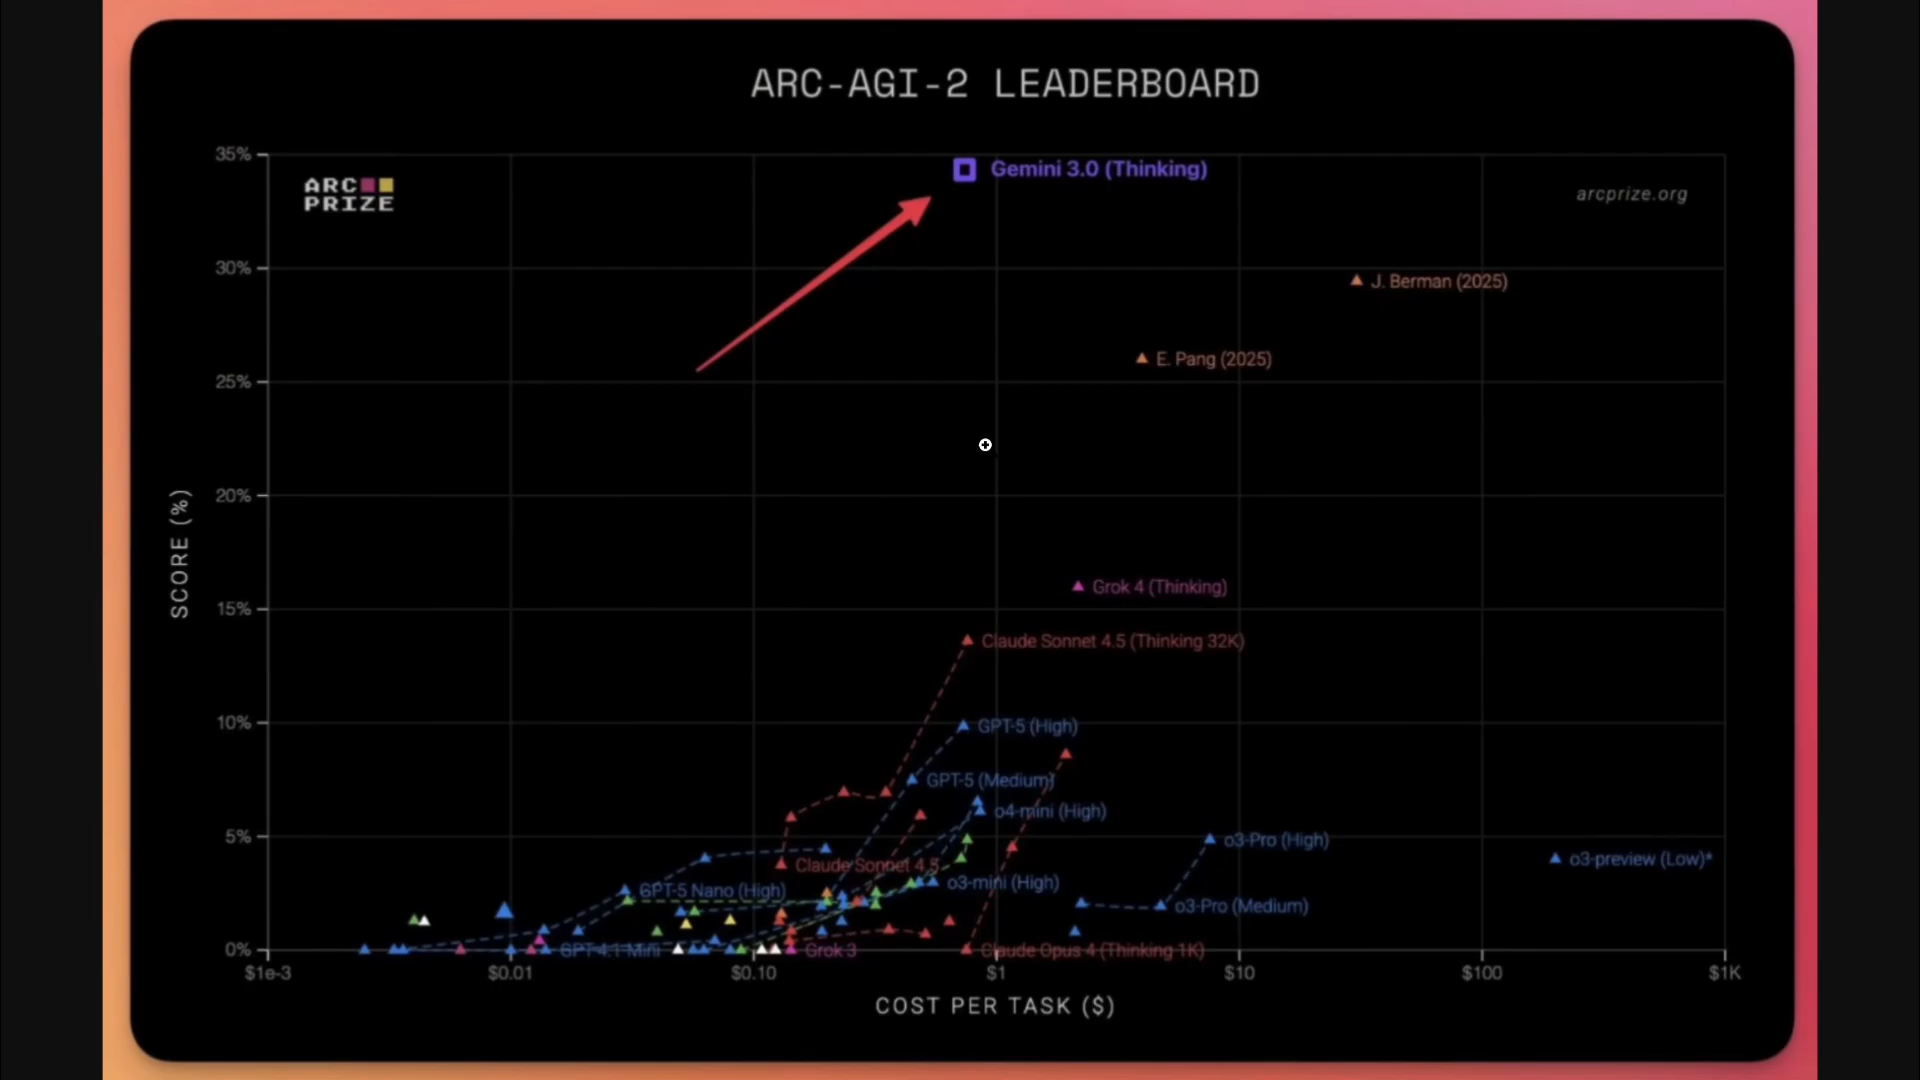 ARC-AGI-2 LEADERBOARD
ARC
PRIZE
arcprize.org
SCORE (%)
35%
30%
25%
20%
15%
10%
5%
0%
Gemini 3.0 (Thinking)
J. Berman (2025)
E. Pang (2025)
Grok 4 (Thinking)
Claude Sonnet 4.5 (Thinking 32K)
GPT-5 (High)
GPT-5 (Medium)
o4-mini (High)
o3-Pro (High)
o3-preview (Low)*
Claude Sonnet 4.5
o3-mini (High)
GPT-5 Nano (High)
o3-Pro (Medium)
GPT-4.1-Mini
Grok 3
Claude Opus 4 (Thinking 1K)
$1e-3
$0.01
$0.10
$1
$10
$100
$1K
COST PER TASK ($)